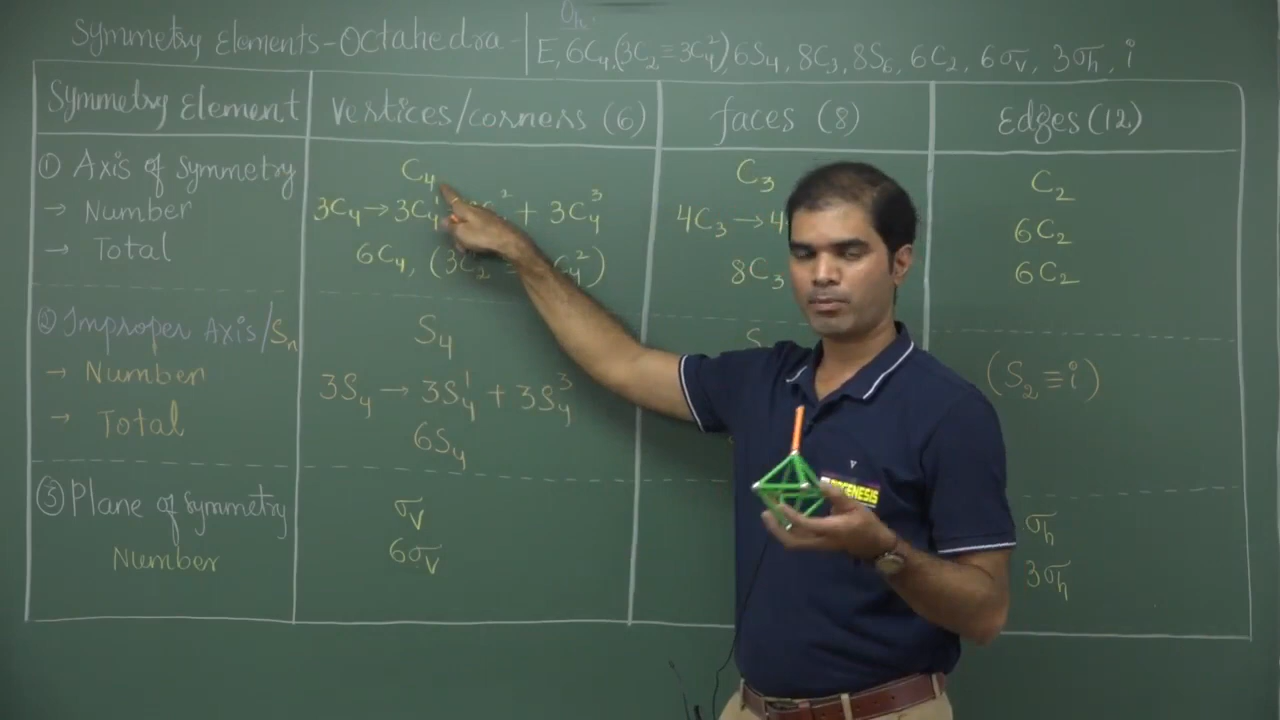 Oh
Symmetry Elements-Octahedra- E, 6C₄,(3C₂=3C₄²), 6S₄, 8C₃, 8S₆, 6C₂, 6σᵥ, 3σₕ, i
Symmetry Element Vertices/corners (6) faces (8) Edges (12)
① Axis of Symmetry C₄ C₃ C₂
→ Number 3C₄→3C₄ + 3C₄³ 4C₃→4 6C₂
→ Total 6C₄, (3C₂ C₄²) 8C₃ 6C₂
② Improper Axis/Sₙ S₄ S
→ Number 3S₄ → 3S₄¹ + 3S₄³ (S₂≡i)
→ Total 6S₄
③ Plane of Symmetry σᵥ σₕ
Number 6σᵥ 3σₕ